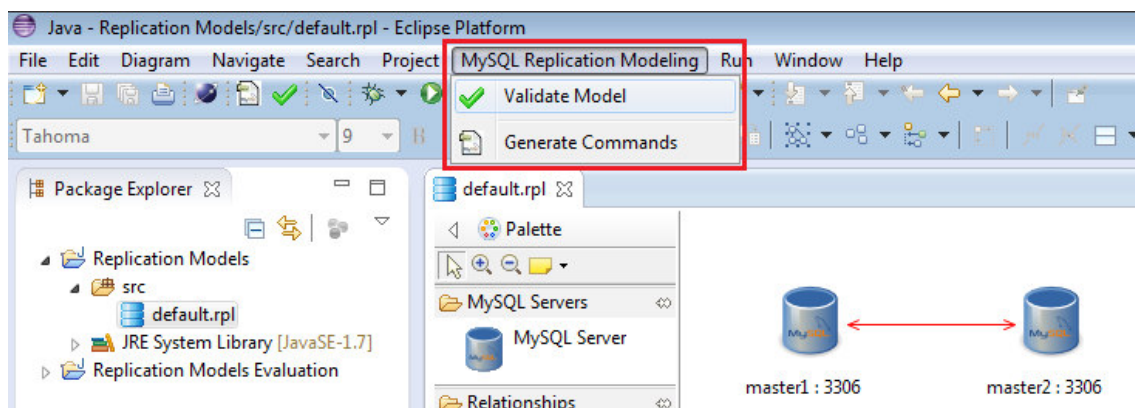 Java - Replication Models/src/default.rpl - Eclipse Platform
File Edit Diagram Navigate Search Project MySQL Replication Modeling Run Window Help
Validate Model
Tahoma 9 B
Generate Commands
Package Explorer
default.rpl
Palette
Replication Models
src
MySQL Servers
default.rpl
MySQL Server
JRE System Library [JavaSE-1.7]
Replication Models Evaluation
master1 : 3306 master2 : 3306
Relationships